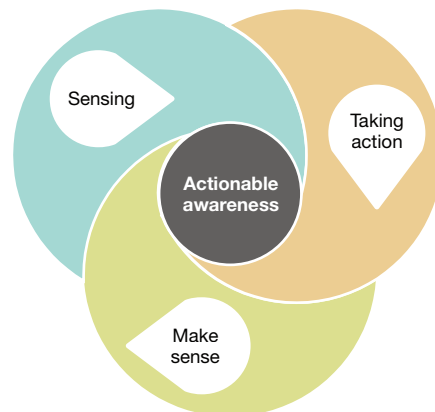 Sensing
Taking
action
Actionable
awareness
Make
sense